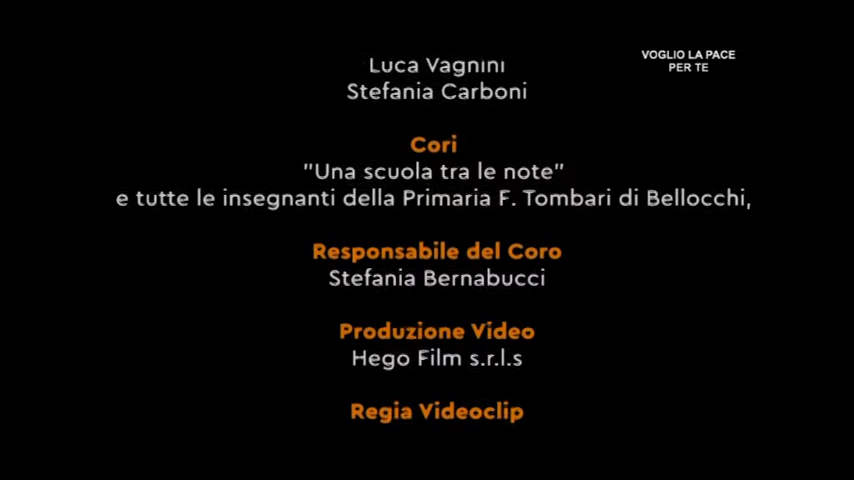 Luca Vagnini
Stefania Carboni
VOGLIO LA PACE
PER TE
Cori
"Una scuola tra le note"
e tutte le insegnanti della Primaria F. Tombari di Bellocchi,
Responsabile del Coro
Stefania Bernabucci
Produzione Video
Hego Film s.r.l.s
Regia Videoclip